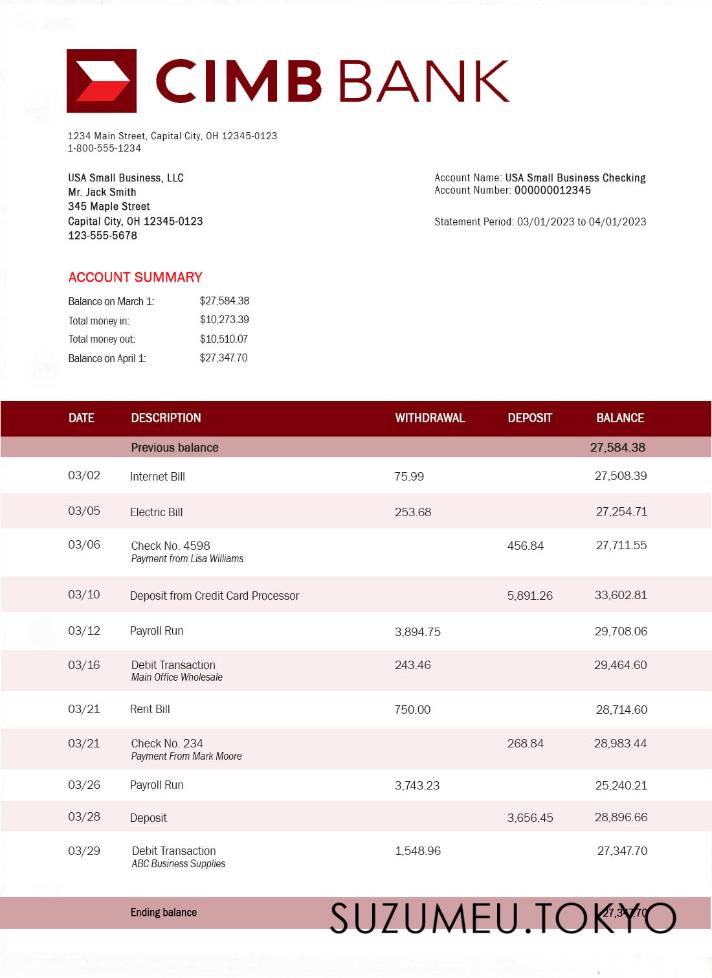 CIMB BANK
1234 Main Street, Capital City, OH 12345-0123
1-800-555-1234
USA Small Business, LLC
Mr. Jack Smith
345 Maple Street
Capital City, OH 12345-0123
123-555-5678
Account Name: USA Small Business Checking
Account Number: 000000012345
Statement Period: 03/01/2023 to 04/01/2023
ACCOUNT SUMMARY
Balance on March 1: $27,584.38
Total money in: $10,273.39
Total money out: $10,510.07
Balance on April 1: $27,347.70
DATE DESCRIPTION WITHDRAWAL DEPOSIT BALANCE
Previous balance 27,584.38
03/02 Internet Bill 75.99 27,508.39
03/05 Electric Bill 253.68 27,254.71
03/06 Check No. 4598 456.84 27,711.55
Payment from Lisa Williams
03/10 Deposit from Credit Card Processor 5,891.26 33,602.81
03/12 Payroll Run 3,894.75 29,708.06
03/16 Debit Transaction 243.46 29,464.60
Main Office Wholesale
03/21 Rent Bill 750.00 28,714.60
03/21 Check No. 234 268.84 28,983.44
Payment From Mark Moore
03/26 Payroll Run 3,743.23 25,240.21
03/28 Deposit 3,656.45 28,896.66
03/29 Debit Transaction 1,548.96 27,347.70
ABC Business Supplies
Ending balance 27,347.70
SUZUMEU.TOKYO